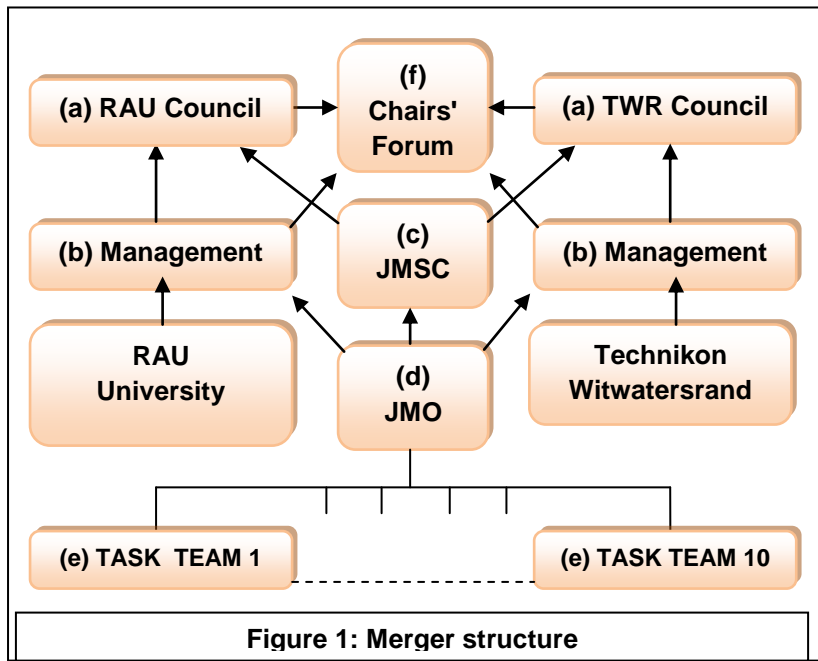 (f)
Chairs'
Forum
(a) RAU Council
(a) TWR Council
(b) Management
(c)
JMSC
(b) Management
RAU
University
(d)
JMO
Technikon
Witwatersrand
(e) TASK TEAM 1
(e) TASK TEAM 10
Figure 1: Merger structure